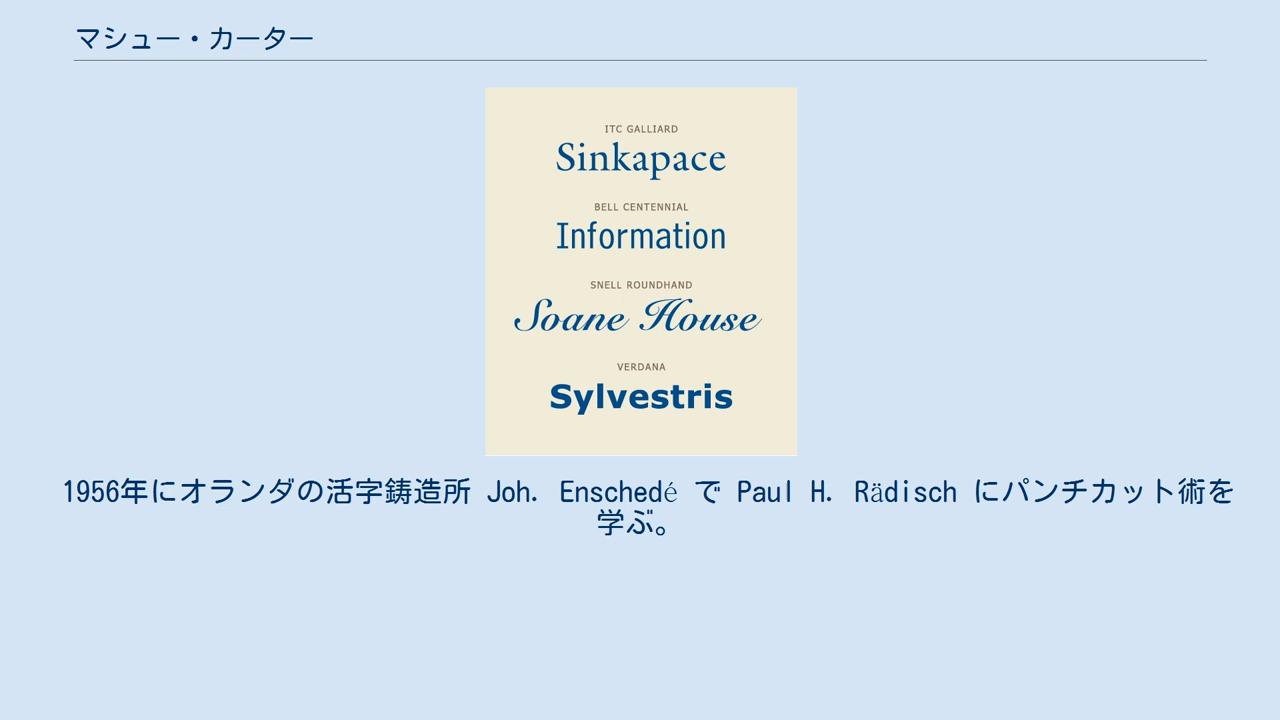 マシュー・カーター
ITC GALLIARD
Sinkapace
BELL CENTENNIAL
Information
SNELL ROUNDHAND
Soane House
VERDANA
Sylvestris
1956年にオランダの活字鋳造所 Joh. Enschedé で Paul H. Rädisch にパンチカット術を
学ぶ。